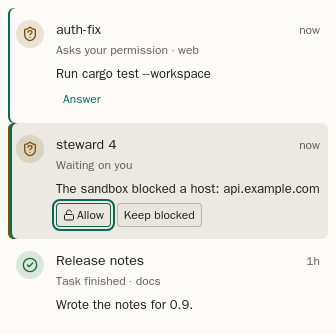 auth-fix now
Asks your permission · web
Run cargo test --workspace
Answer
steward 4 now
Waiting on you
The sandbox blocked a host: api.example.com
Allow Keep blocked
Release notes 1h
Task finished · docs
Wrote the notes for 0.9.